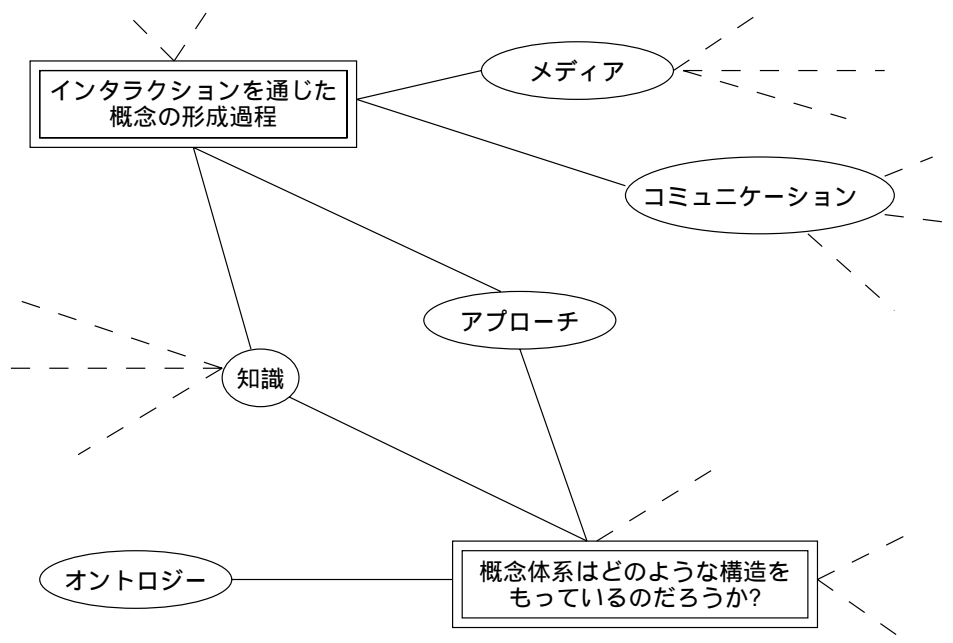 インタラクションを通じた
概念の形成過程
メディア
コミュニケーション
アプローチ
知識
オントロジー
概念体系はどのような構造を
もっているのだろうか?